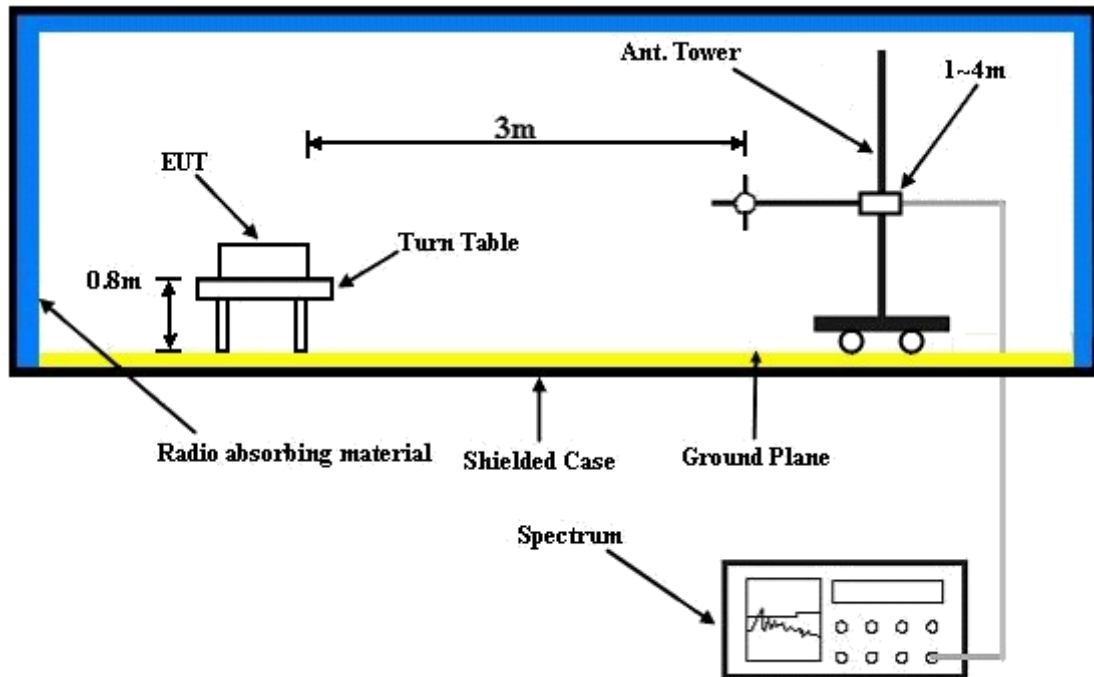 Ant. Tower
1~4m
3m
EUT
Turn Table
0.8m
Radio absorbing material
Shielded Case
Ground Plane
Spectrum